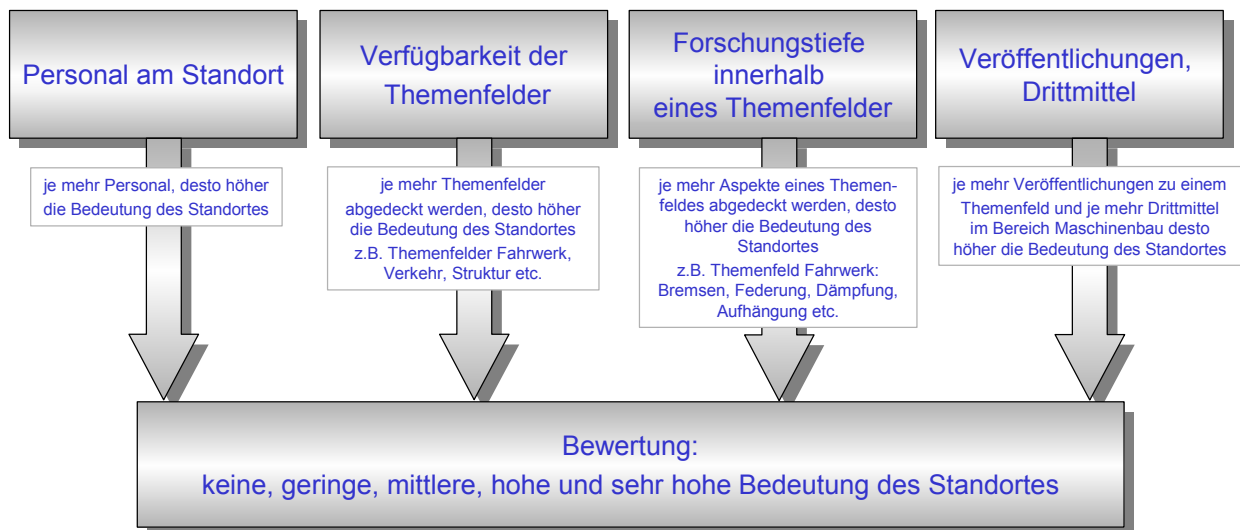 Personal am Standort
Verfügbarkeit der
Themenfelder
Forschungstiefe
innerhalb
eines Themenfelder
Veröffentlichungen,
Drittmittel
je mehr Personal, desto höher
die Bedeutung des Standortes
je mehr Themenfelder
abgedeckt werden, desto höher
die Bedeutung des Standortes
z.B. Themenfelder Fahrwerk,
Verkehr, Struktur etc.
je mehr Aspekte eines Themen-
feldes abgedeckt werden, desto
höher die Bedeutung des
Standortes
z.B. Themenfeld Fahrwerk:
Bremsen, Federung, Dämpfung,
Aufhängung etc.
je mehr Veröffentlichungen zu einem
Themenfeld und je mehr Drittmittel
im Bereich Maschinenbau desto
höher die Bedeutung des Standortes
Bewertung:
keine, geringe, mittlere, hohe und sehr hohe Bedeutung des Standortes